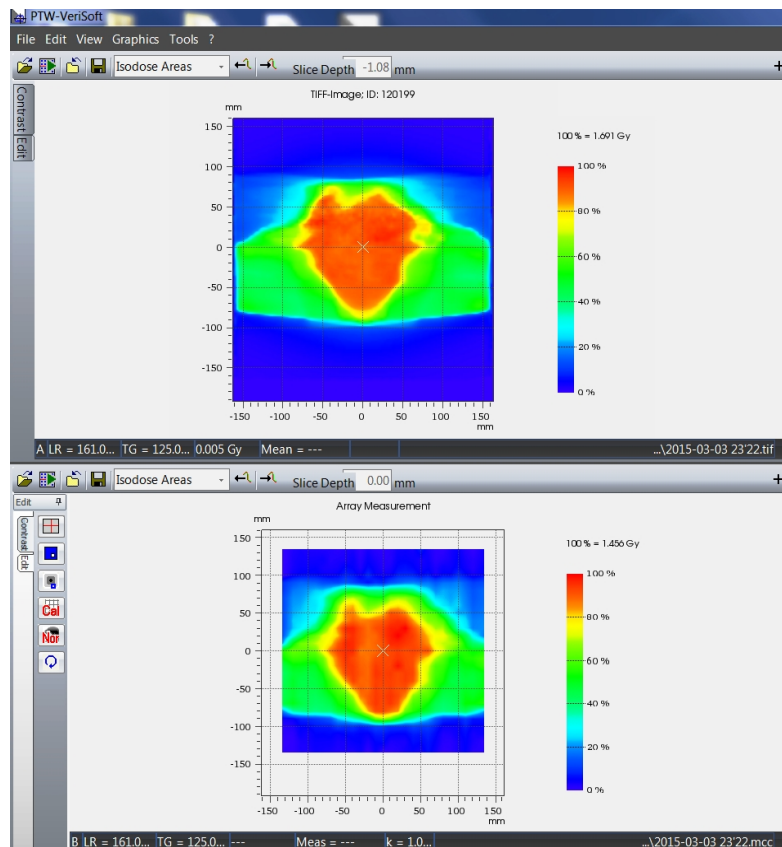 PTW-VeriSoft
File Edit View Graphics Tools ?
Isodose Areas
Slice Depth -1.08 mm
Contrast Edit
TIFF-Image; ID: 120199
mm
100 % = 1.691 Gy
150
100
50
0
-50
-100
-150
100 %
80 %
60 %
40 %
20 %
0 %
-150 -100 -50 0 50 100 150
mm
A LR = 161.0... TG = 125.0... 0.005 Gy Mean = --- ...\2015-03-03 23'22.tif
Isodose Areas
Slice Depth 0.00 mm
Edit
Contrast Edit
Cal
Nor
Array Measurement
mm
100 % = 1.456 Gy
150
100
50
0
-50
-100
-150
100 %
80 %
60 %
40 %
20 %
0 %
-150 -100 -50 0 50 100 150
mm
B LR = 161.0... TG = 125.0... --- Meas = --- k = 1.0... ...\2015-03-03 23'22.mcc